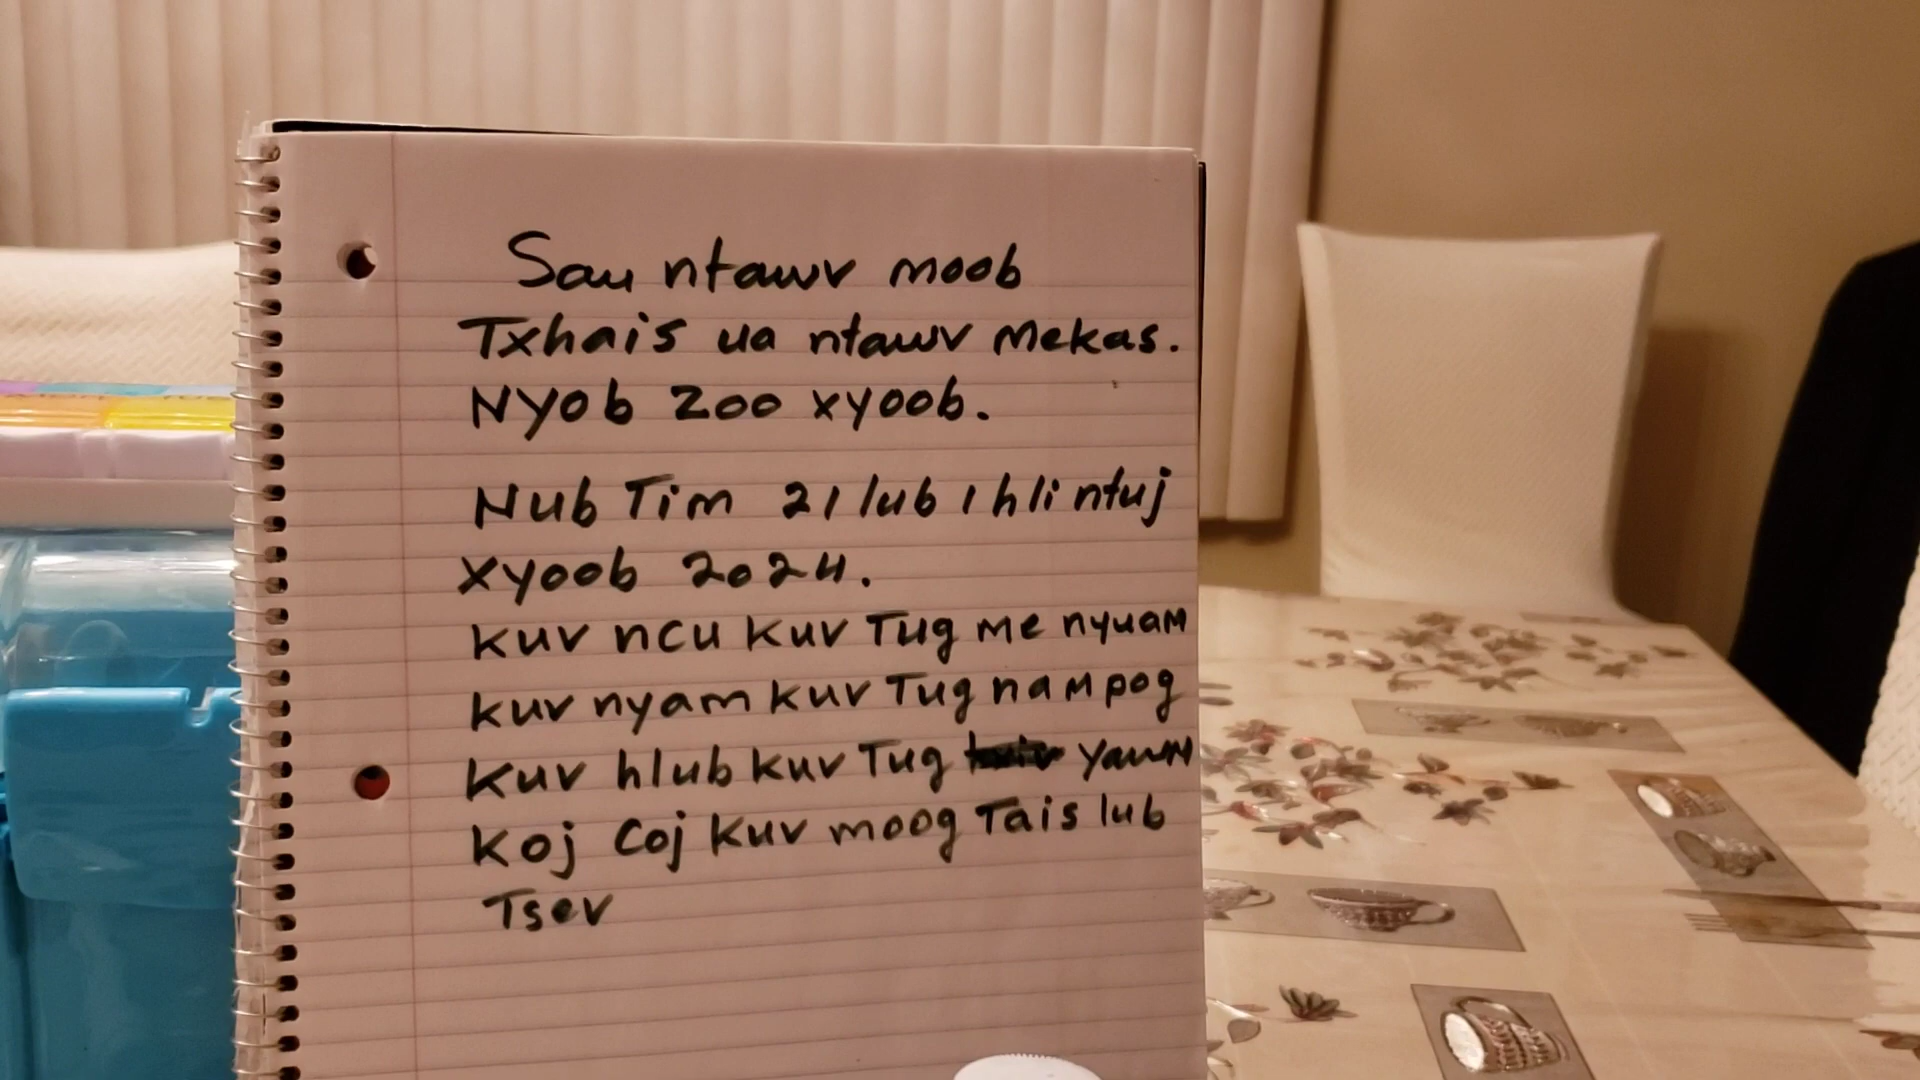 Sau ntawv moob
Txhais ua ntawv Mekas.
Nyob zoo xyoob.
Nub Tim 21 lub 1 hli ntuj
Xyoob 2024.
Kuv ncu kuv Tug me nyuam
kuv nyam kuv Tug nam pog
Kuv hlub kuv Tug yawm
Koj coj kuv moog Tais lub
Tsev